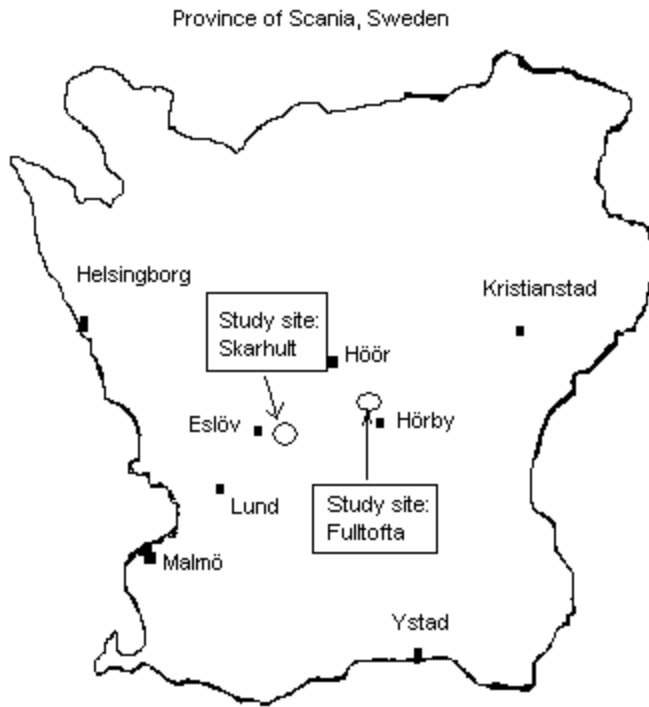 Province of Scania, Sweden
Helsingborg
Kristianstad
Study site:
Skarhult
Höör
Eslöv
Hörby
Lund
Study site:
Fulltofta
Malmö
Ystad